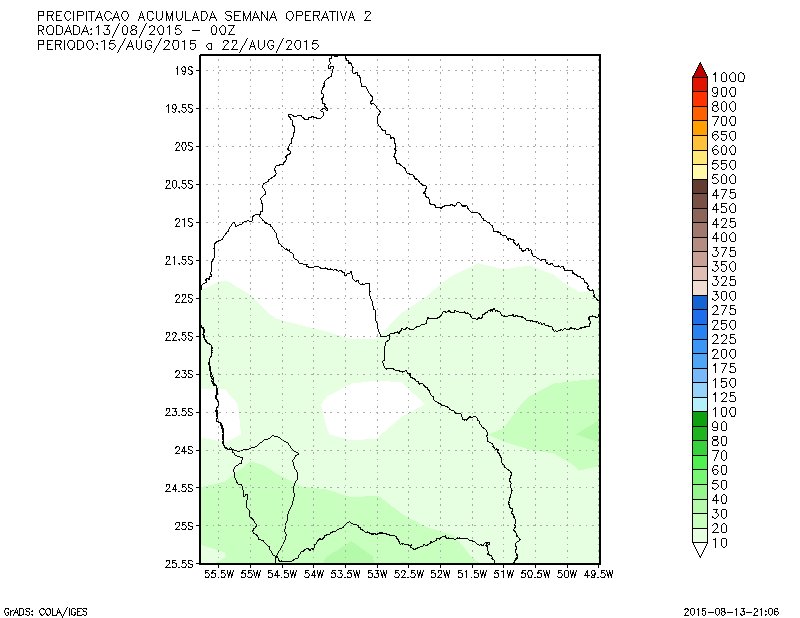 PRECIPITACAO ACUMULADA SEMANA OPERATIVA 2
RODADA:13/08/2015 - 00Z
PERIODO:15/AUG/2015 a 22/AUG/2015
19S
19.5S
20S
20.5S
21S
21.5S
22S
22.5S
23S
23.5S
24S
24.5S
25S
25.5S
55.5W 55W 54.5W 54W 53.5W 53W 52.5W 52W 51.5W 51W 50.5W 50W 49.5W
1000
900
800
700
650
600
550
500
475
450
425
400
375
350
325
300
275
250
225
200
175
150
125
100
90
80
70
60
50
40
30
20
10
GrADS: COLA/IGES
2015-08-13-21:06